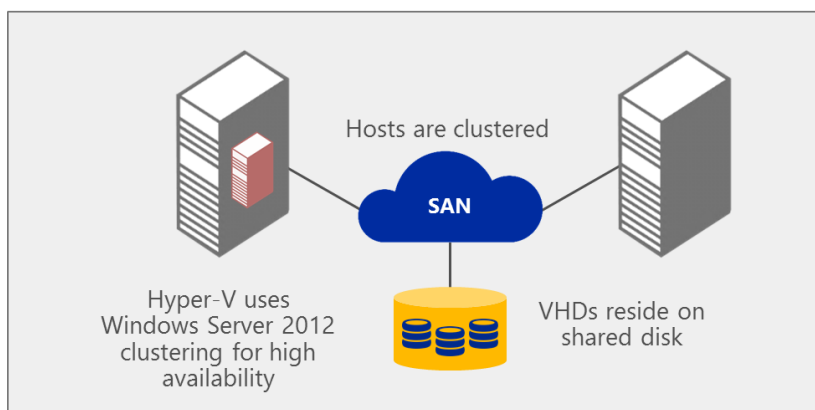 Hosts are clustered
SAN
Hyper-V uses
Windows Server 2012
clustering for high
availability
VHDs reside on
shared disk